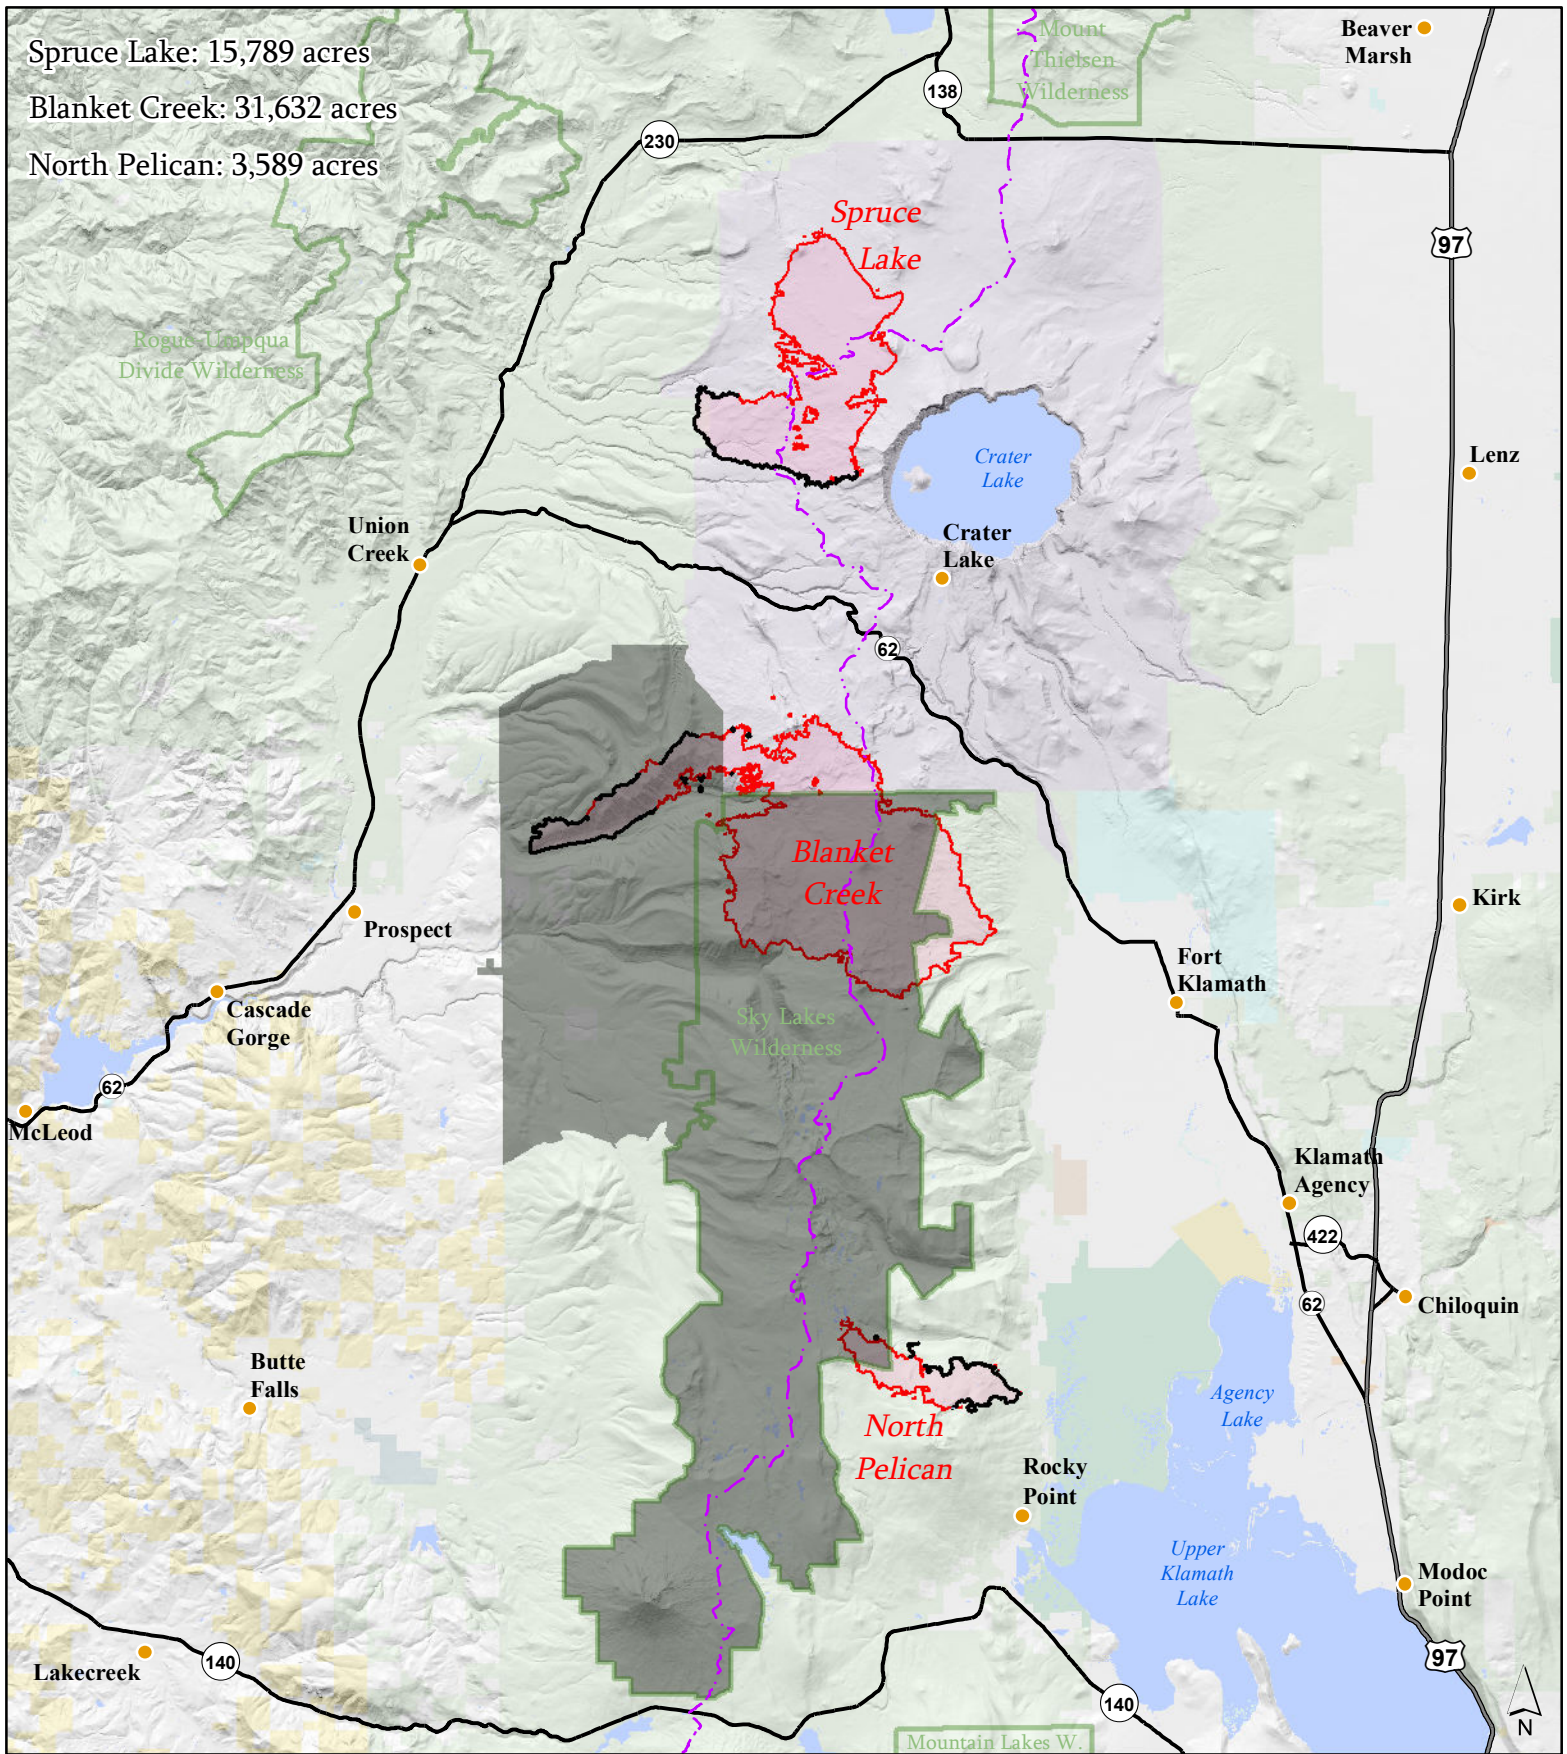 Spruce Lake: 15,789 acres
Blanket Creek: 31,632 acres
North Pelican: 3,589 acres
Mount
Thielsen
Wilderness
Beaver
Marsh
138
230
97
Spruce
Lake
Rogue-Umpqua
Divide Wilderness
Crater
Lake
Lenz
Union
Creek
Crater
Lake
62
Blanket
Creek
Kirk
Prospect
Fort
Klamath
Cascade
Gorge
Sky Lakes
Wilderness
62
McLeod
Klamath
Agency
422
62
Chiloquin
Butte
Falls
Agency
Lake
North
Pelican
Rocky
Point
Upper
Klamath
Lake
Modoc
Point
Lakecreek
140
97
140
N
Mountain Lakes W.